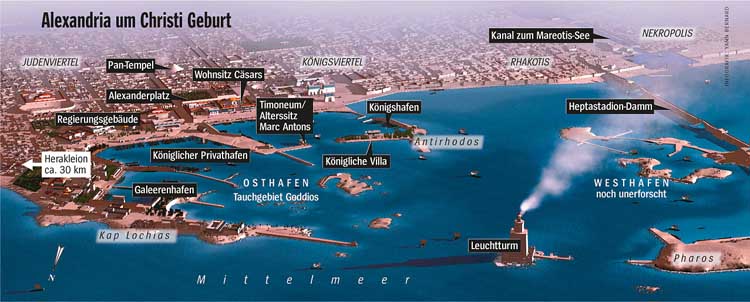 Alexandria um Christi Geburt
Kanal zum Mareotis-See
NEKROPOLIS
JUDENVIERTEL
Pan-Tempel
KÖNIGSVIERTEL
RHAKOTIS
Wohnsitz Cäsars
Alexanderplatz
Timoneum/
Alterssitz
Marc Antons
Königshafen
Heptastadion-Damm
Regierungsgebäude
Antirhodos
Herakleion
ca. 30 km
Königlicher Privathafen
Königliche Villa
Galeerenhafen
OSTHAFEN
Tauchgebiet Goddios
WESTHAFEN
noch unerforscht
Kap Lochias
Leuchtturm
Pharos
N
Mittelmeer